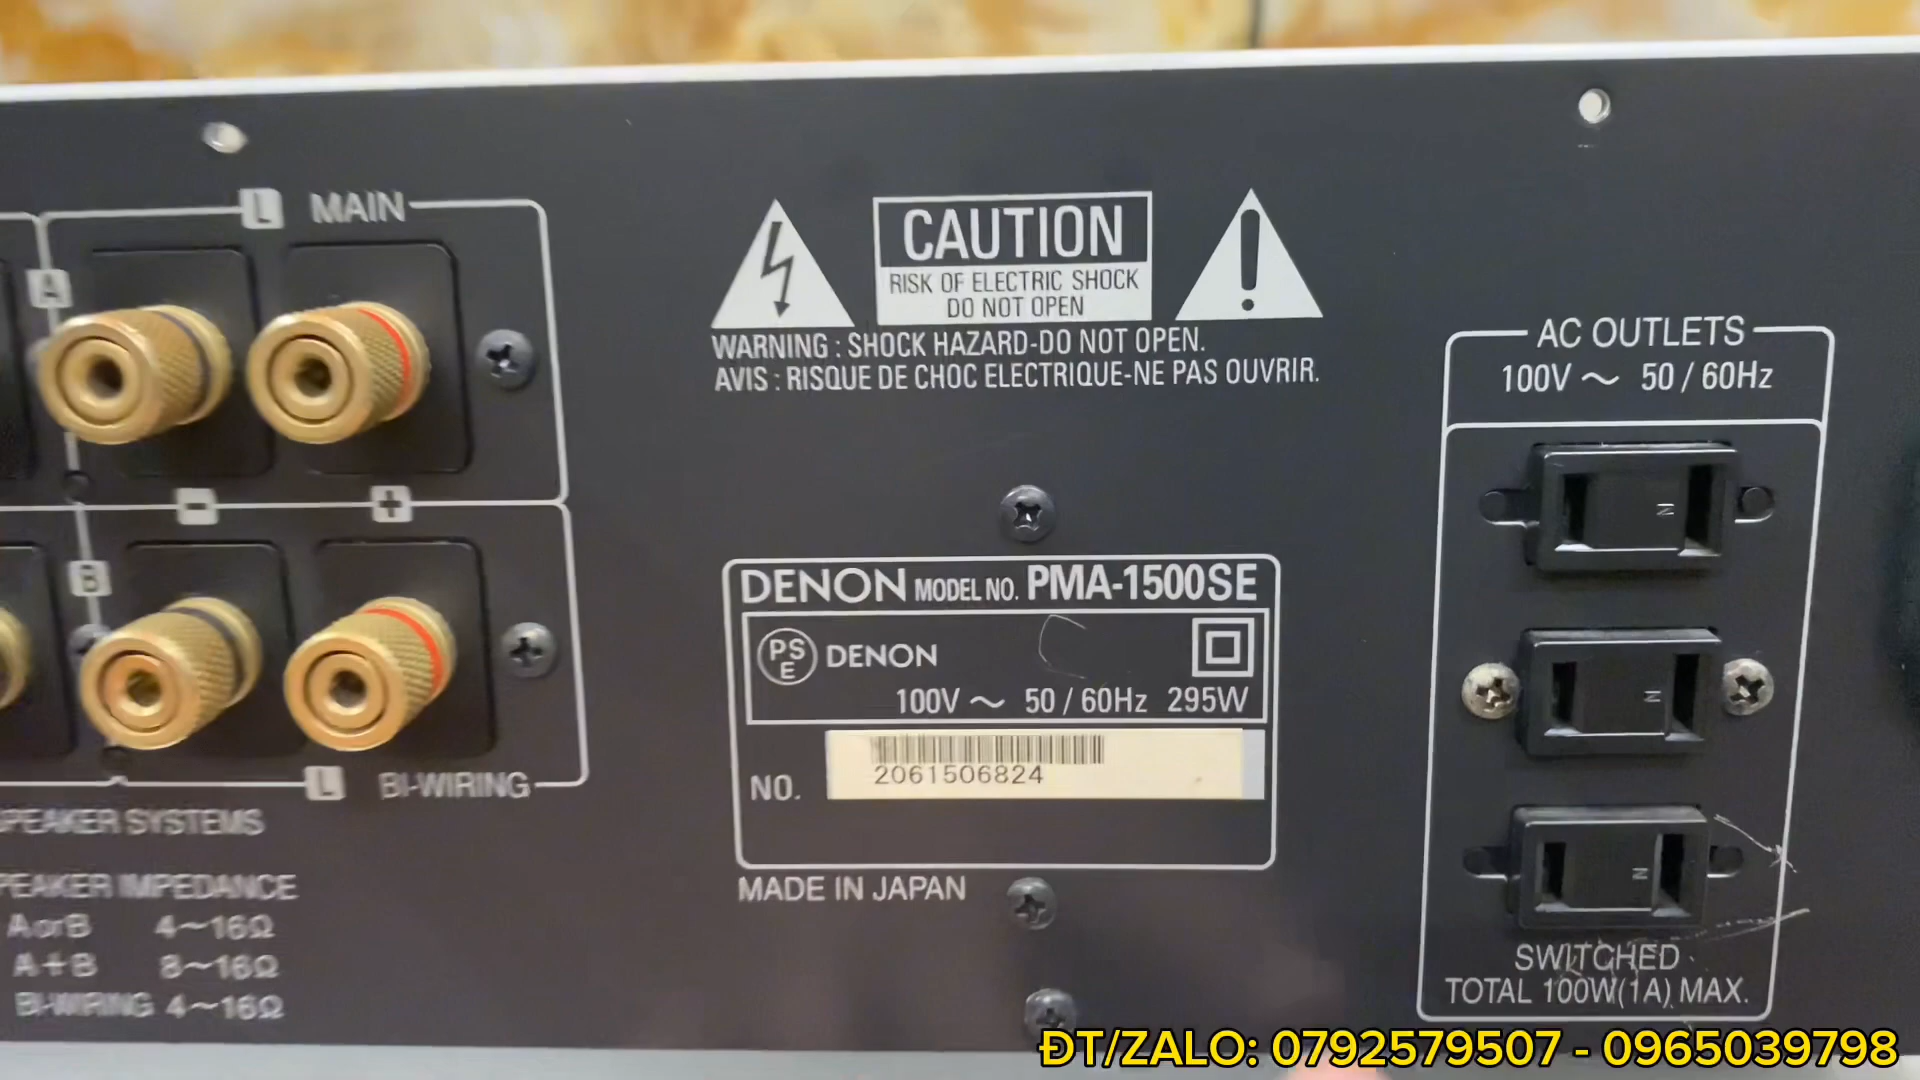 L MAIN
A
- +
B
L BI-WIRING
SPEAKER SYSTEMS
SPEAKER IMPEDANCE
A or B 4～16Ω
A+B 8～16Ω
BI-WIRING 4～16Ω
CAUTION
RISK OF ELECTRIC SHOCK
DO NOT OPEN
WARNING : SHOCK HAZARD-DO NOT OPEN.
AVIS : RISQUE DE CHOC ELECTRIQUE-NE PAS OUVRIR.
DENON MODEL NO. PMA-1500SE
PS E DENON
100V～ 50/60Hz 295W
NO. 2061506824
MADE IN JAPAN
AC OUTLETS
100V～ 50/60Hz
N
N
N
SWITCHED
TOTAL 100W(1A) MAX.
ĐT/ZALO: 0792579507 - 0965039798